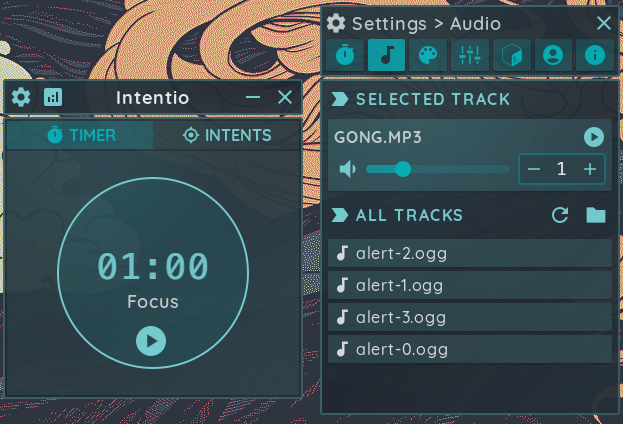 Intentio
TIMER
INTENTS
01:00
Focus
Settings > Audio
SELECTED TRACK
GONG.MP3
1
ALL TRACKS
alert-2.ogg
alert-1.ogg
alert-3.ogg
alert-0.ogg